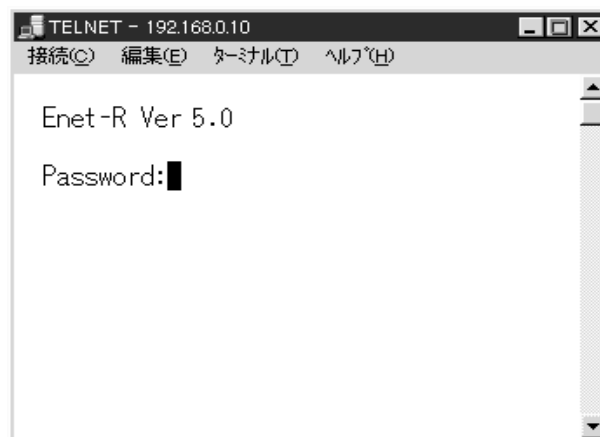 TELNET - 192.168.0.10
接続(C) 編集(E) ﾀｰﾐﾅﾙ(T) ﾍﾙﾌﾟ(H)
Enet-R Ver 5.0
Password: